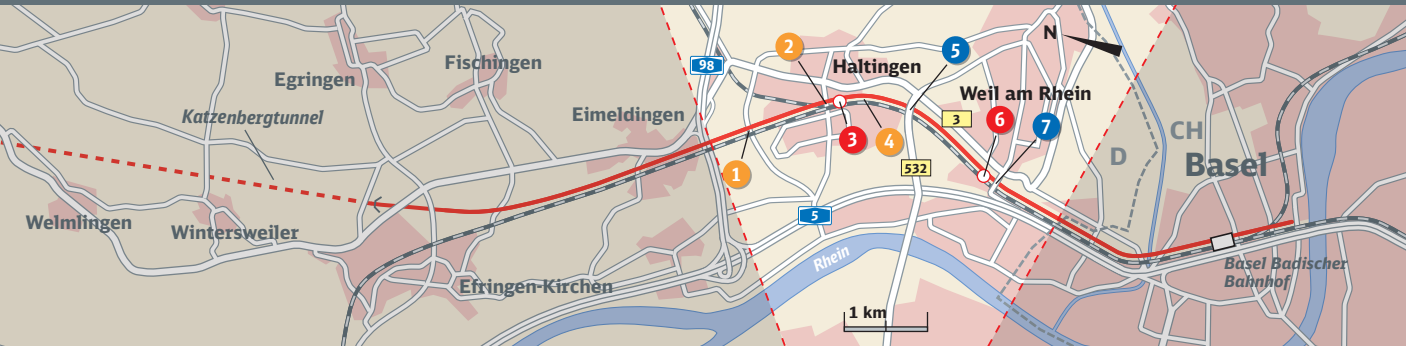 Egringen
Fischingen
Katzenbergtunnel
Eimeldingen
Welmlingen
Wintersweiler
Efringen-Kirchen
98
2
Haltingen
5
N
Weil am Rhein
3
6
7
3
4
1
532
5
Rhein
1 km
CH
D
Basel
Basel Badischer
Bahnhof